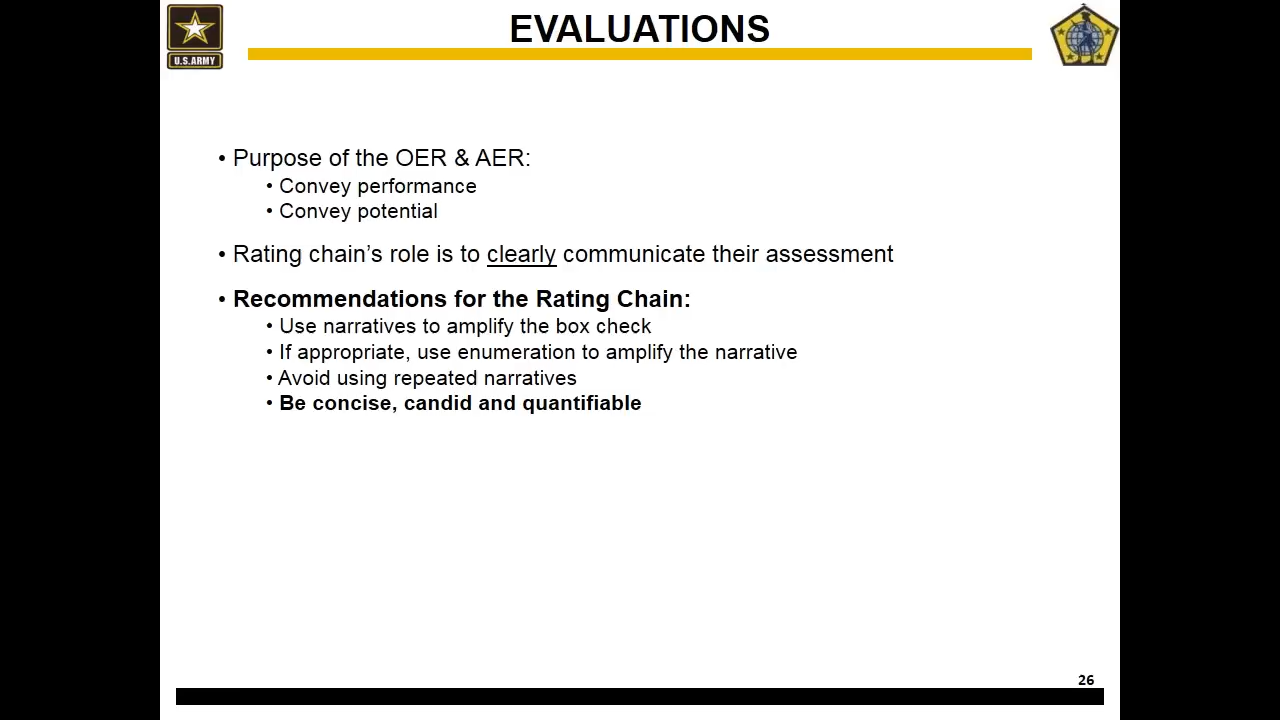 EVALUATIONS
U.S.ARMY
• Purpose of the OER & AER:
• Convey performance
• Convey potential
• Rating chain's role is to clearly communicate their assessment
• Recommendations for the Rating Chain:
• Use narratives to amplify the box check
• If appropriate, use enumeration to amplify the narrative
• Avoid using repeated narratives
• Be concise, candid and quantifiable
26